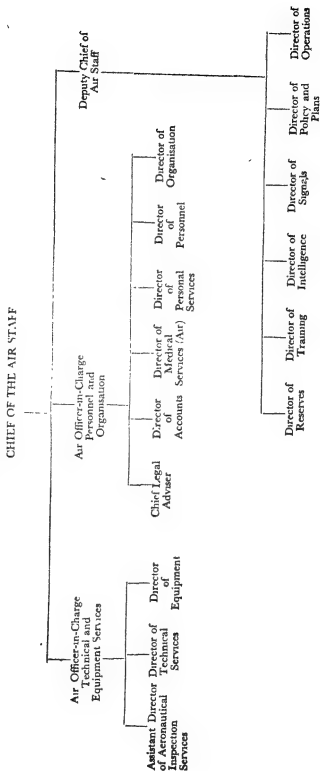 CHIEF OF THE AIR STAFF
Air Officer-in-Charge
Technical and
Equipment Services
Air Officer-in-Charge
Personnel and
Organisation
Deputy Chief of
Air Staff
Assistant Director
of Aeronautical
Inspection
Services
Director of
Technical
Services
Director
of
Equipment
Chief Legal
Adviser
Director
of
Accounts
Director of
Medical
Services (Air)
Director
of
Personal
Services
Director
of
Personnel
Director of
Organisation
Director of
Reserves
Director of
Training
Director of
Intelligence
Director of
Signals
Director of
Policy and
Plans
Director of
Operations